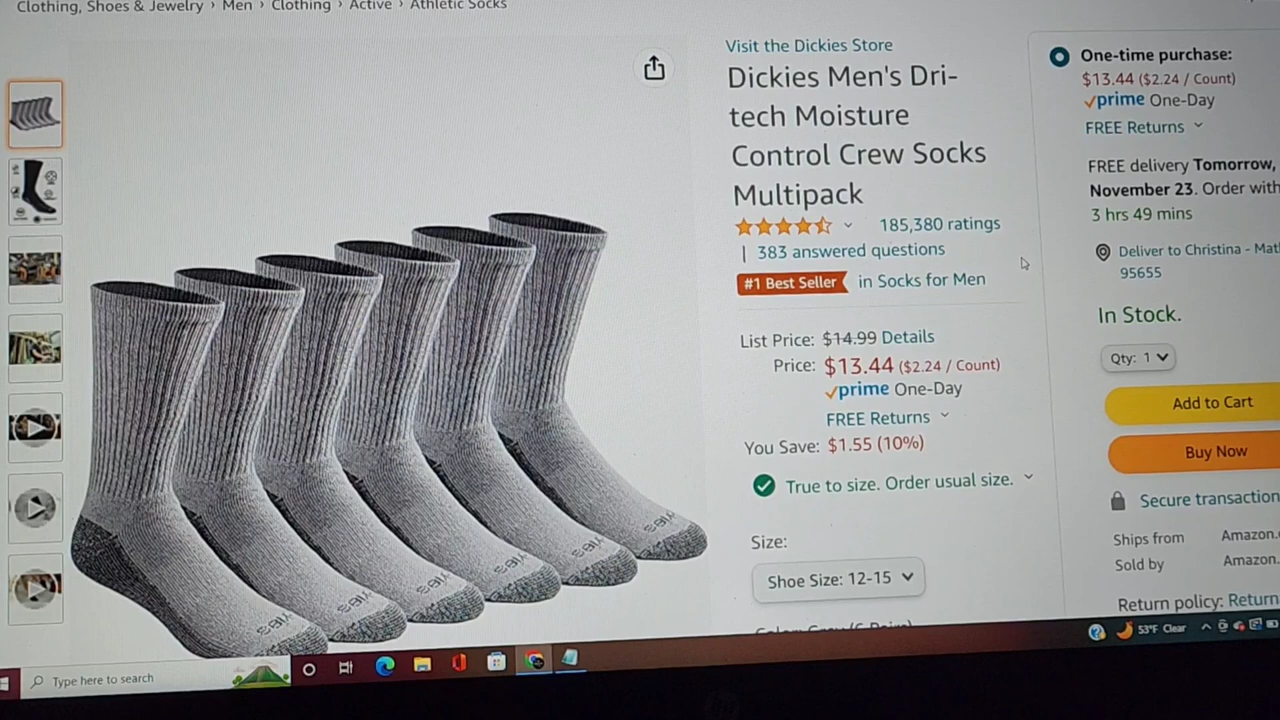 Clothing, Shoes & Jewelry › Men › Clothing › Active › Athletic Socks
Visit the Dickies Store
Dickies Men's Dri-
tech Moisture
Control Crew Socks
Multipack
185,380 ratings
| 383 answered questions
#1 Best Seller in Socks for Men
List Price: $14.99 Details
Price: $13.44 ($2.24 / Count)
prime One-Day
FREE Returns
You Save: $1.55 (10%)
True to size. Order usual size.
Size:
Shoe Size: 12-15
One-time purchase:
$13.44 ($2.24 / Count)
prime One-Day
FREE Returns
FREE delivery Tomorrow,
November 23. Order with
3 hrs 49 mins
Deliver to Christina - Mat
95655
In Stock.
Qty: 1
Add to Cart
Buy Now
Secure transaction
Ships from Amazon.
Sold by Amazon.
Return policy: Return
53°F Clear
Type here to search